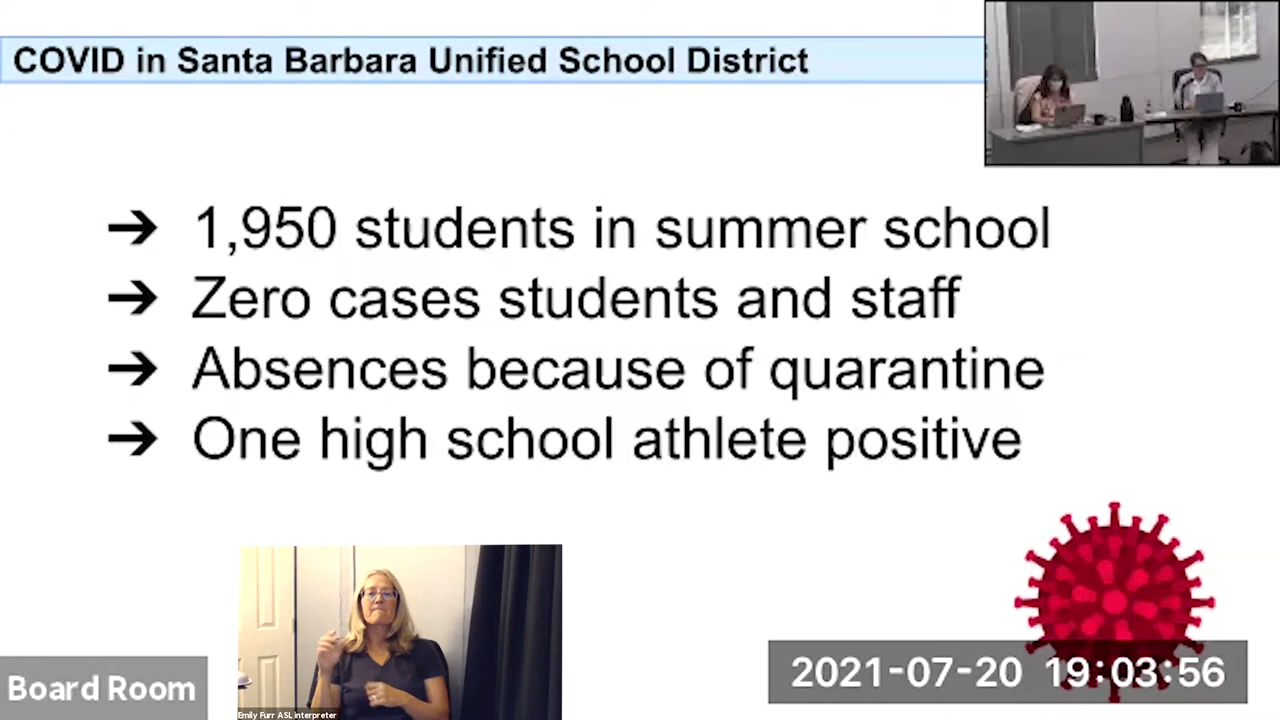 COVID in Santa Barbara Unified School District
➔ 1,950 students in summer school
➔ Zero cases students and staff
➔ Absences because of quarantine
➔ One high school athlete positive
Board Room
Emily Furr ASL interpreter
2021-07-20 19:03:56